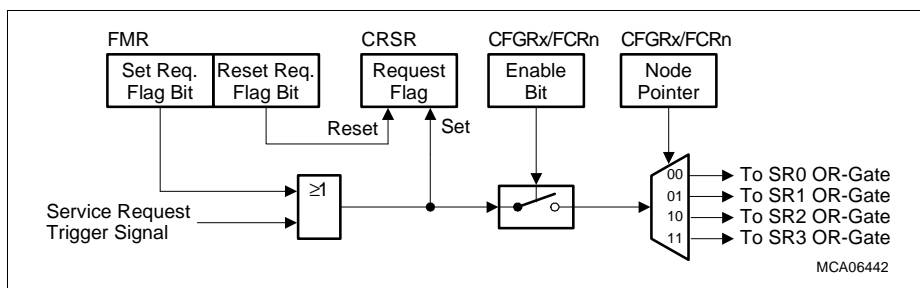 FMR
CRSR
CFGRx/FCRn
CFGRx/FCRn
Set Req.
Flag Bit
Reset Req.
Flag Bit
Request
Flag
Enable
Bit
Node
Pointer
Reset
Set
≥1
Service Request
Trigger Signal
00
01
10
11
To SR0 OR-Gate
To SR1 OR-Gate
To SR2 OR-Gate
To SR3 OR-Gate
MCA06442